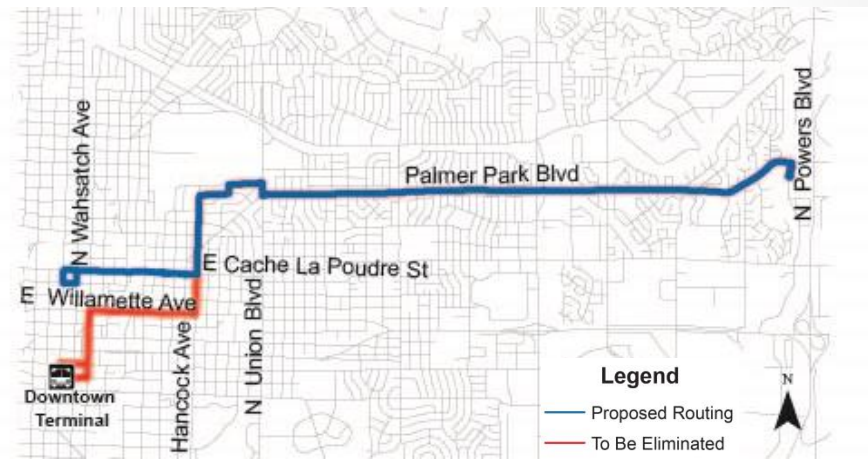 N Wahsatch Ave
N Powers Blvd
Palmer Park Blvd
E Cache La Poudre St
E Willamette Ave
Hancock Ave
N Union Blvd
Downtown
Terminal
Legend
Proposed Routing
To Be Eliminated
N